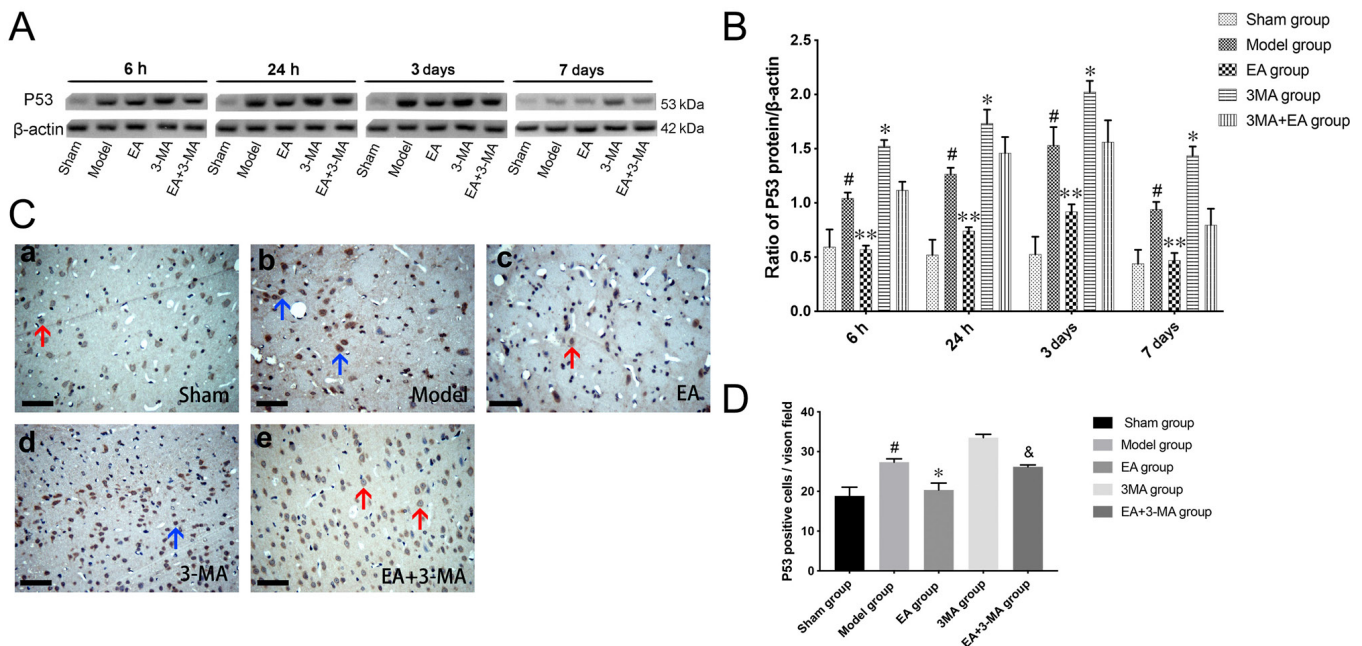 A
6 h 24 h 3 days 7 days
P53 53 kDa
β-actin 42 kDa
Sham Model EA 3-MA EA+3-MA Sham Model EA 3-MA EA+3-MA Sham Model EA 3-MA EA+3-MA Sham Model EA 3-MA EA+3-MA
B
Sham group
Model group
EA group
3MA group
3MA+EA group
Ratio of P53 protein/β-actin
2.5
2.0
1.5
1.0
0.5
0.0
# ** * # ** * # ** * # ** *
6 h 24 h 3 days 7 days
C
a
Sham
b
Model
c
EA
d
3-MA
e
EA+3-MA
D
P53 positive cells / vison field
40
30
20
10
0
# * &
Sham group Model group EA group 3MA group EA+3-MA group
Sham group
Model group
EA group
3MA group
EA+3-MA group